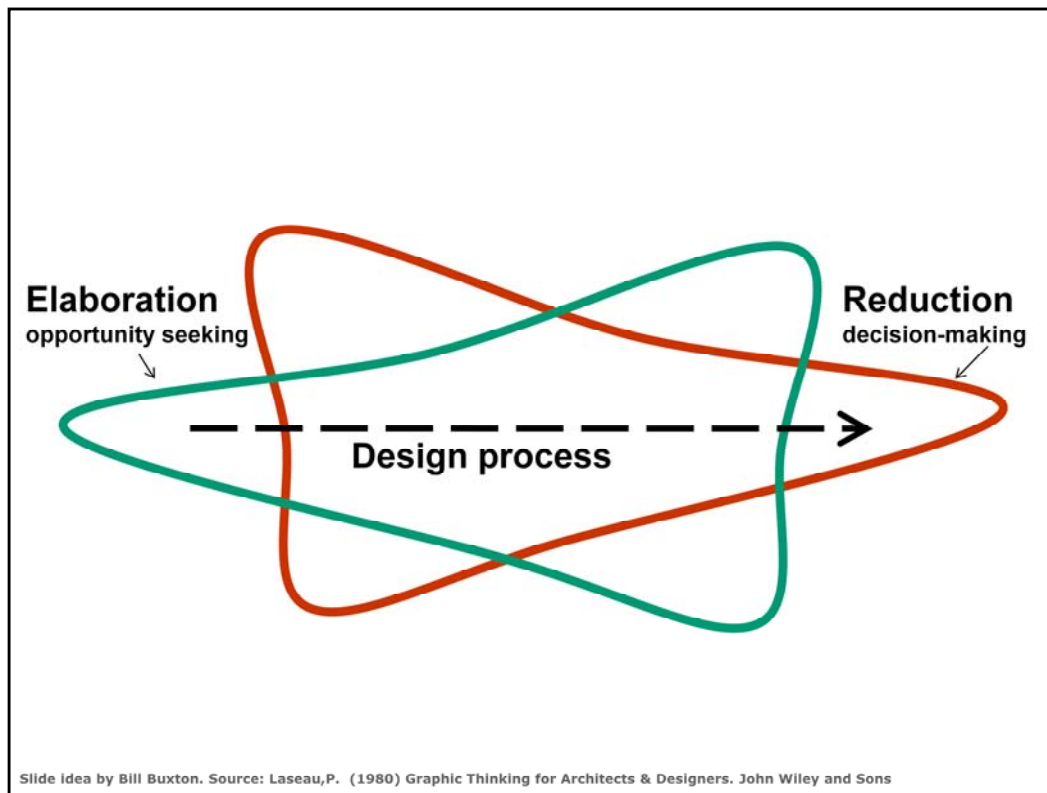 Elaboration
opportunity seeking
Reduction
decision-making
Design process
Slide idea by Bill Buxton. Source: Laseau,P.  (1980) Graphic Thinking for Architects & Designers. John Wiley and Sons